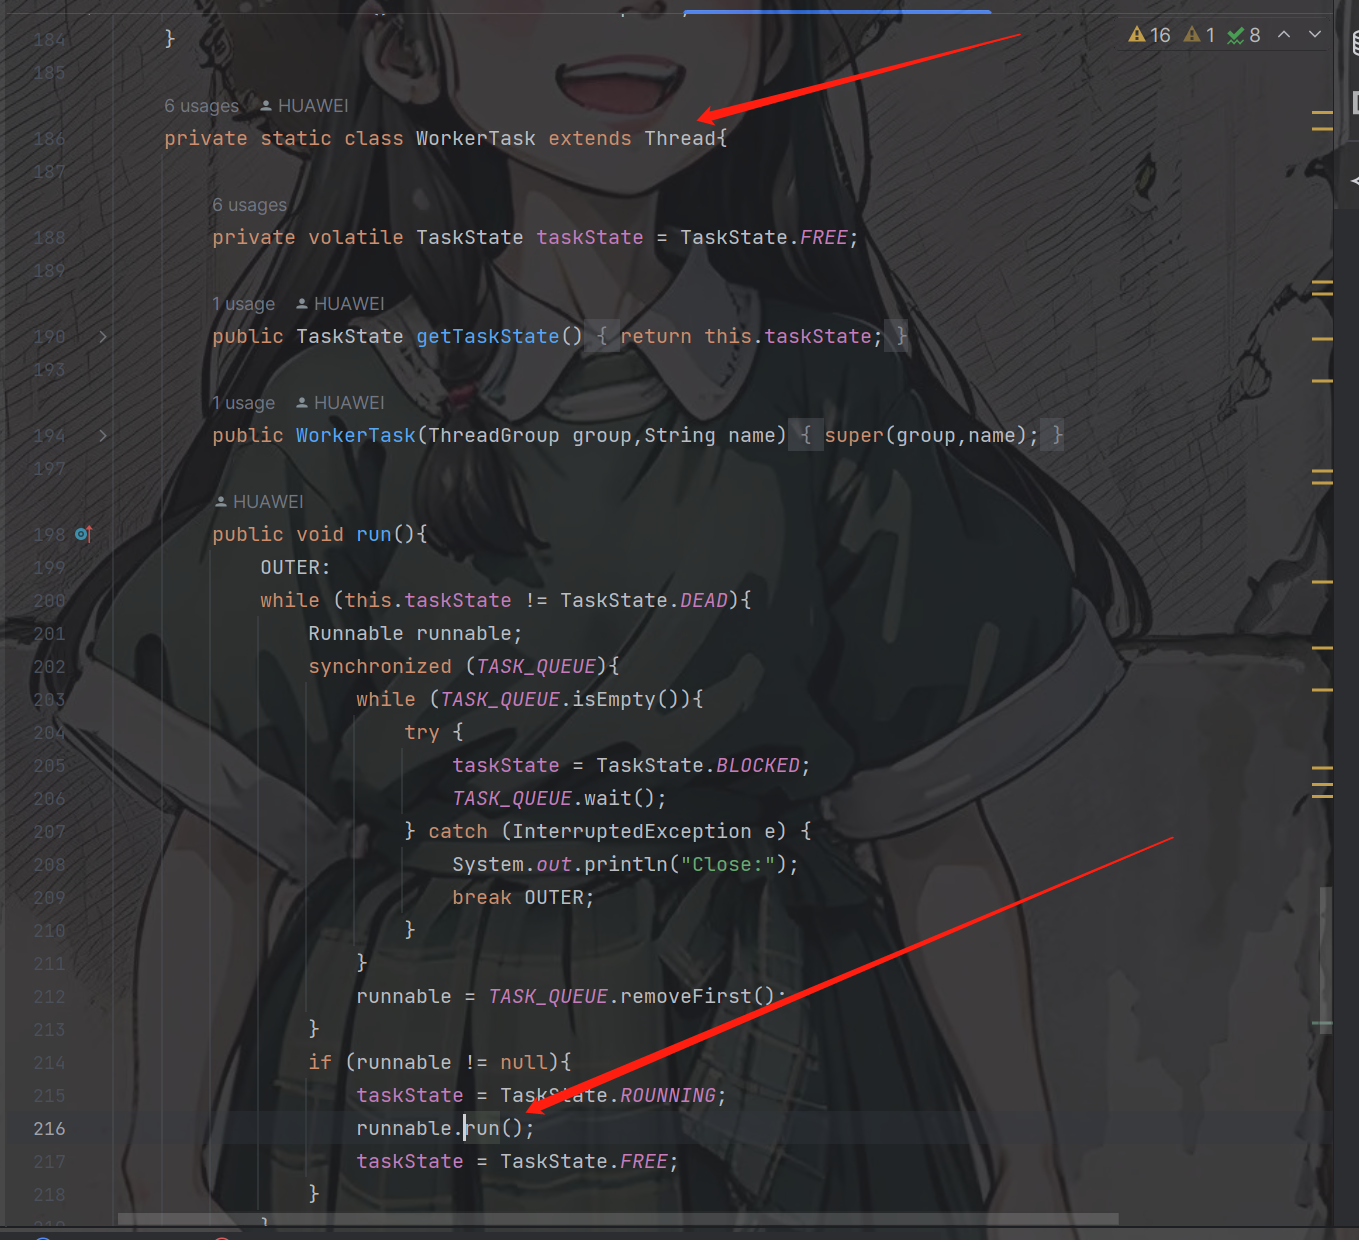 16 1 8
184 }
185
6 usages HUAWEI
186 private static class WorkerTask extends Thread{
187
6 usages
188 private volatile TaskState taskState = TaskState.FREE;
189
1 usage HUAWEI
190 public TaskState getTaskState() { return this.taskState; }
193
1 usage HUAWEI
194 public WorkerTask(ThreadGroup group,String name) { super(group,name); }
197
HUAWEI
198 public void run(){
199 OUTER:
200 while (this.taskState != TaskState.DEAD){
201 Runnable runnable;
202 synchronized (TASK_QUEUE){
203 while (TASK_QUEUE.isEmpty()){
204 try {
205 taskState = TaskState.BLOCKED;
206 TASK_QUEUE.wait();
207 } catch (InterruptedException e) {
208 System.out.println("Close:");
209 break OUTER;
210 }
211 }
212 runnable = TASK_QUEUE.removeFirst();
213 }
214 if (runnable != null){
215 taskState = TaskState.ROUNNING;
216 runnable.run();
217 taskState = TaskState.FREE;
218 }